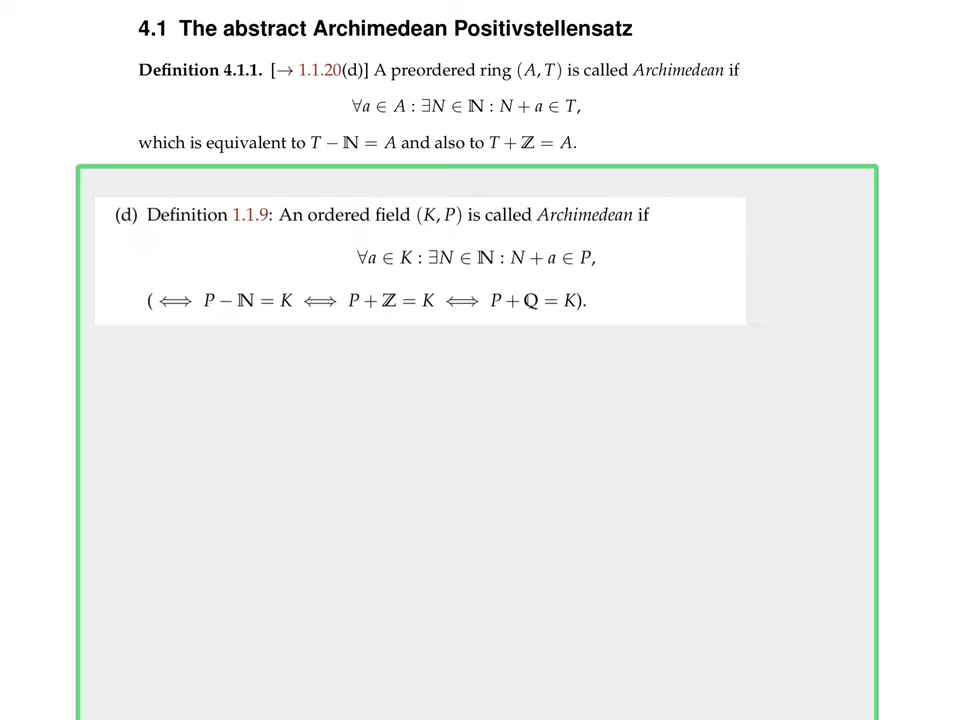 4.1 The abstract Archimedean Positivstellensatz
Definition 4.1.1. [→ 1.1.20(d)] A preordered ring (A, T) is called Archimedean if
∀a ∈ A : ∃N ∈ ℕ : N + a ∈ T,
which is equivalent to T − ℕ = A and also to T + ℤ = A.
(d) Definition 1.1.9: An ordered field (K, P) is called Archimedean if
∀a ∈ K : ∃N ∈ ℕ : N + a ∈ P,
( ⟺ P − ℕ = K ⟺ P + ℤ = K ⟺ P + ℚ = K).